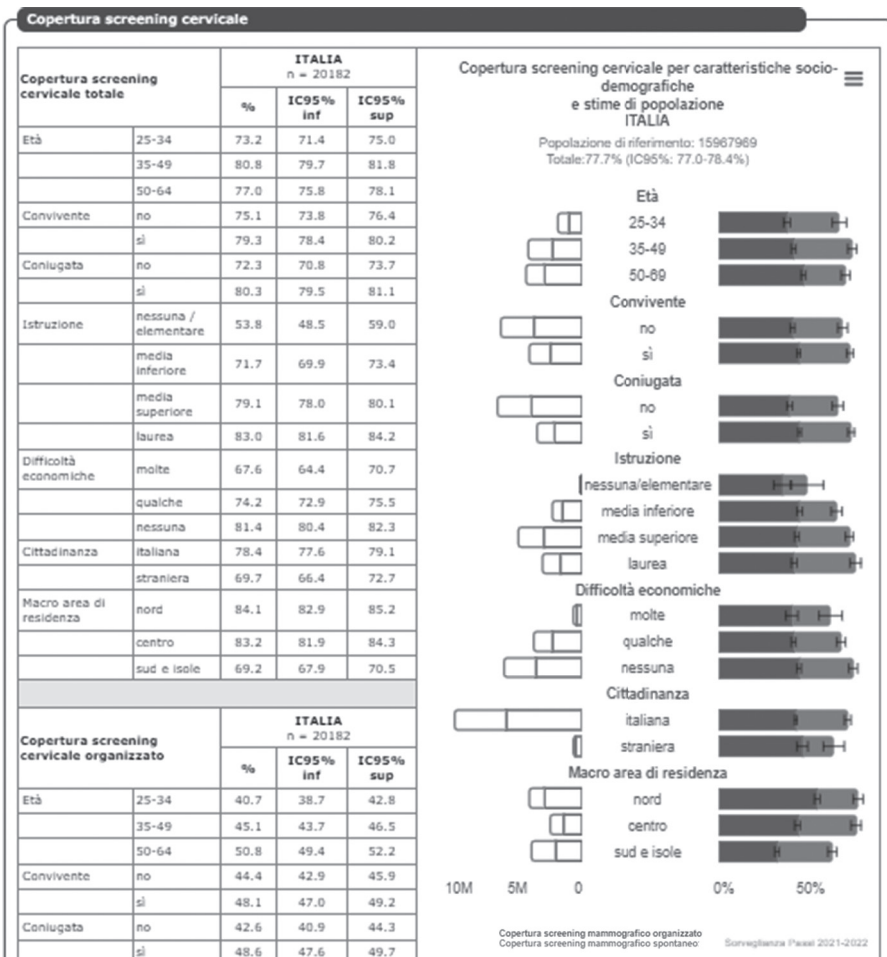 Copertura screening cervicale
Copertura screening cervicale totale
ITALIA
n = 20182
% IC95% inf IC95% sup
Età 25-34 73.2 71.4 75.0
35-49 80.8 79.7 81.8
50-64 77.0 75.8 78.1
Convivente no 75.1 73.8 76.4
sì 79.3 78.4 80.2
Coniugata no 72.3 70.8 73.7
sì 80.3 79.5 81.1
Istruzione nessuna / elementare 53.8 48.5 59.0
media inferiore 71.7 69.9 73.4
media superiore 79.1 78.0 80.1
laurea 83.0 81.6 84.2
Difficoltà economiche molte 67.6 64.4 70.7
qualche 74.2 72.9 75.5
nessuna 81.4 80.4 82.3
Cittadinanza italiana 78.4 77.6 79.1
straniera 69.7 66.4 72.7
Macro area di residenza nord 84.1 82.9 85.2
centro 83.2 81.9 84.3
sud e isole 69.2 67.9 70.5
Copertura screening cervicale organizzato
ITALIA
n = 20182
% IC95% inf IC95% sup
Età 25-34 40.7 38.7 42.8
35-49 45.1 43.7 46.5
50-64 50.8 49.4 52.2
Convivente no 44.4 42.9 45.9
sì 48.1 47.0 49.2
Coniugata no 42.6 40.9 44.3
sì 48.6 47.6 49.7
Copertura screening cervicale per caratteristiche socio-
demografiche
e stime di popolazione
ITALIA
Popolazione di riferimento: 15967969
Totale:77.7% (IC95%: 77.0-78.4%)
Età
25-34
35-49
50-69
Convivente
no
sì
Coniugata
no
sì
Istruzione
nessuna/elementare
media inferiore
media superiore
laurea
Difficoltà economiche
molte
qualche
nessuna
Cittadinanza
italiana
straniera
Macro area di residenza
nord
centro
sud e isole
10M 5M 0 0% 50%
Copertura screening mammografico organizzato
Copertura screening mammografico spontaneo:
Sorveglianza Passi 2021-2022